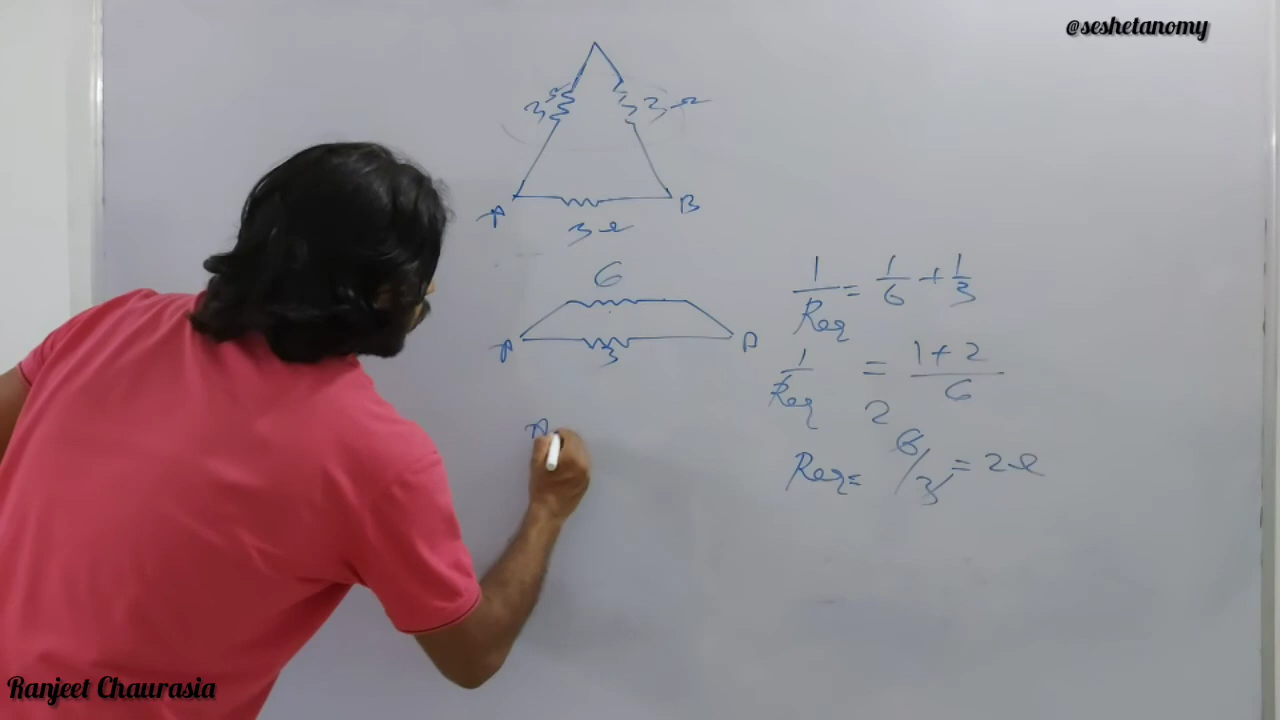 @seshetanomy
3Ω 3Ω
A B
3Ω
6
A B
3
1/Req = 1/6 + 1/3
1/Req = 1+2/6
2
Req = 6/3 = 2Ω
A
Ranjeet Chaurasia